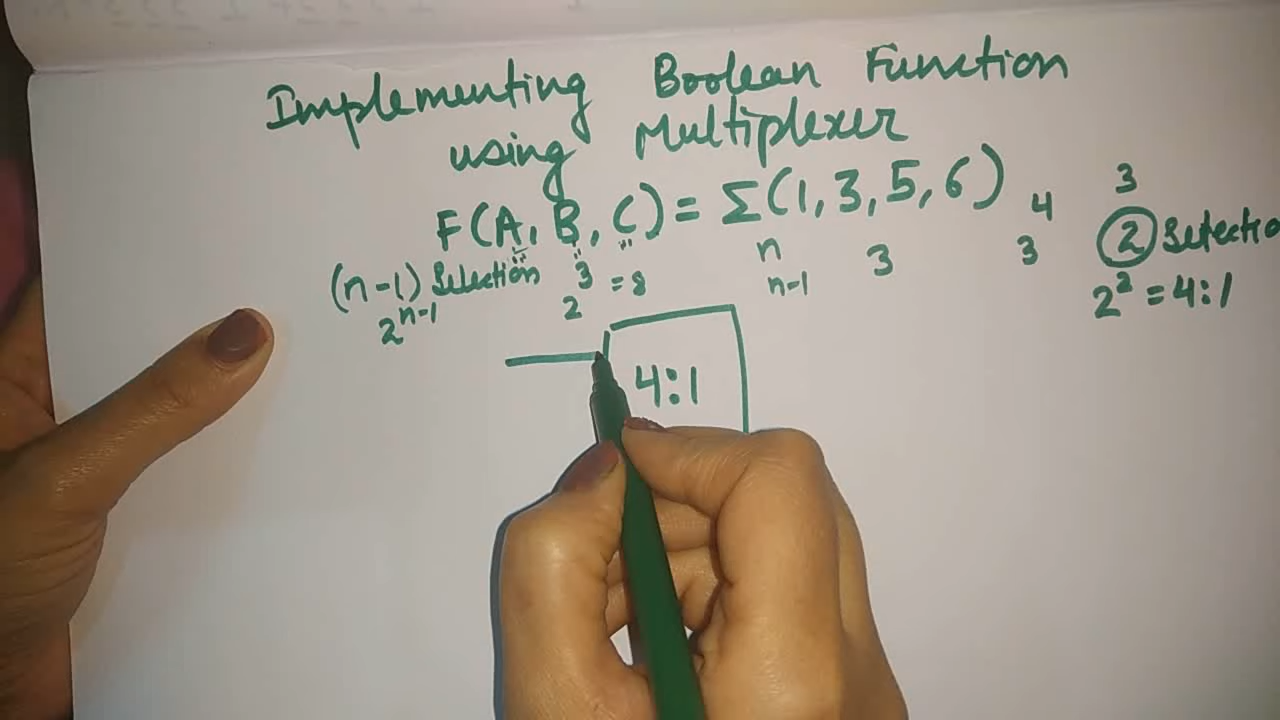 Implementing Boolean Function
using Multiplexer
F(A, B, C) = Σ(1, 3, 5, 6)
(n-1) Selection
2^n-1
2^3 = 8
n
n-1
3
4
3
3
2 Selectio
2^2 = 4:1
4:1